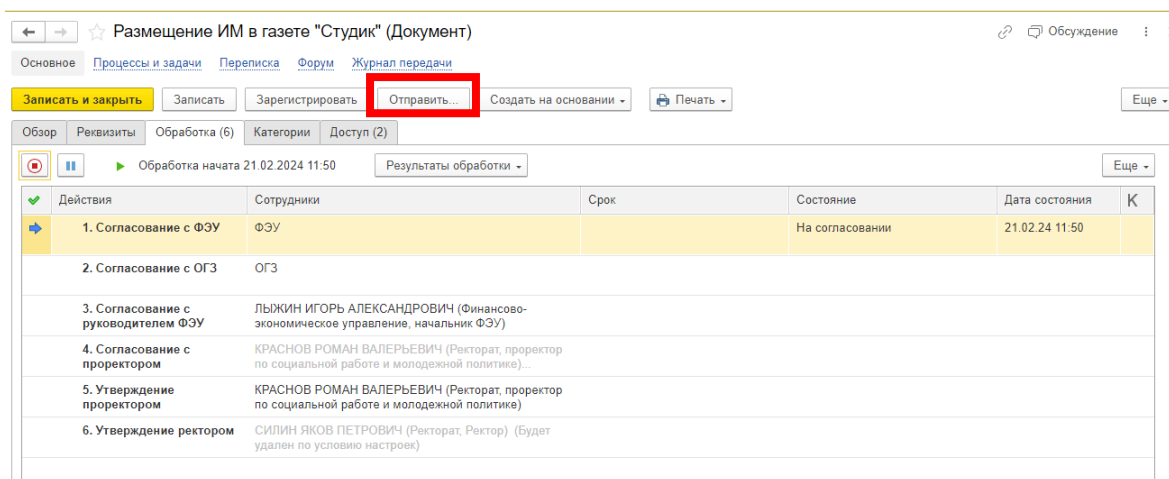 Размещение ИМ в газете "Студик" (Документ)
Обсуждение
Основное Процессы и задачи Переписка Форум Журнал передачи
Записать и закрыть Записать Зарегистрировать Отправить... Создать на основании Печать Еще
Обзор Реквизиты Обработка (6) Категории Доступ (2)
Обработка начата 21.02.2024 11:50 Результаты обработки Еще
Действия Сотрудники Срок Состояние Дата состояния К
1. Согласование с ФЭУ ФЭУ На согласовании 21.02.24 11:50
2. Согласование с ОГЗ ОГЗ
3. Согласование с
руководителем ФЭУ
ЛЫЖИН ИГОРЬ АЛЕКСАНДРОВИЧ (Финансово-
экономическое управление, начальник ФЭУ)
4. Согласование с
проректором
КРАСНОВ РОМАН ВАЛЕРЬЕВИЧ (Ректорат, проректор
по социальной работе и молодежной политике)...
5. Утверждение
проректором
КРАСНОВ РОМАН ВАЛЕРЬЕВИЧ (Ректорат, проректор
по социальной работе и молодежной политике)
6. Утверждение ректором
СИЛИН ЯКОВ ПЕТРОВИЧ (Ректорат, Ректор) (Будет
удален по условию настроек)